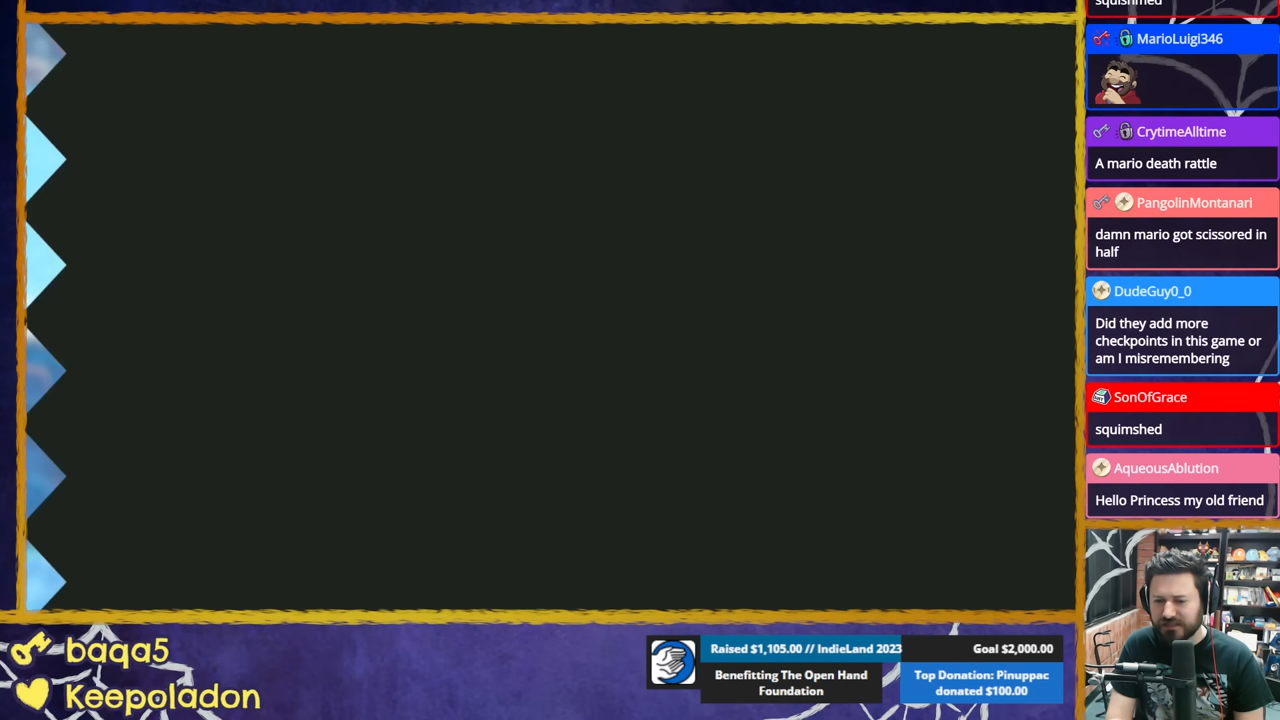 squishmed
MarioLuigi346
CrytimeAlltime
A mario death rattle
PangolinMontanari
damn mario got scissored in
half
DudeGuy0_0
Did they add more
checkpoints in this game or
am I misremembering
SonOfGrace
squimshed
AqueousAblution
Hello Princess my old friend
baqa5
Keepoladon
Raised $1,105.00 // IndieLand 2023
Goal $2,000.00
Benefitting The Open Hand
Foundation
Top Donation: Pinuppac
donated $100.00